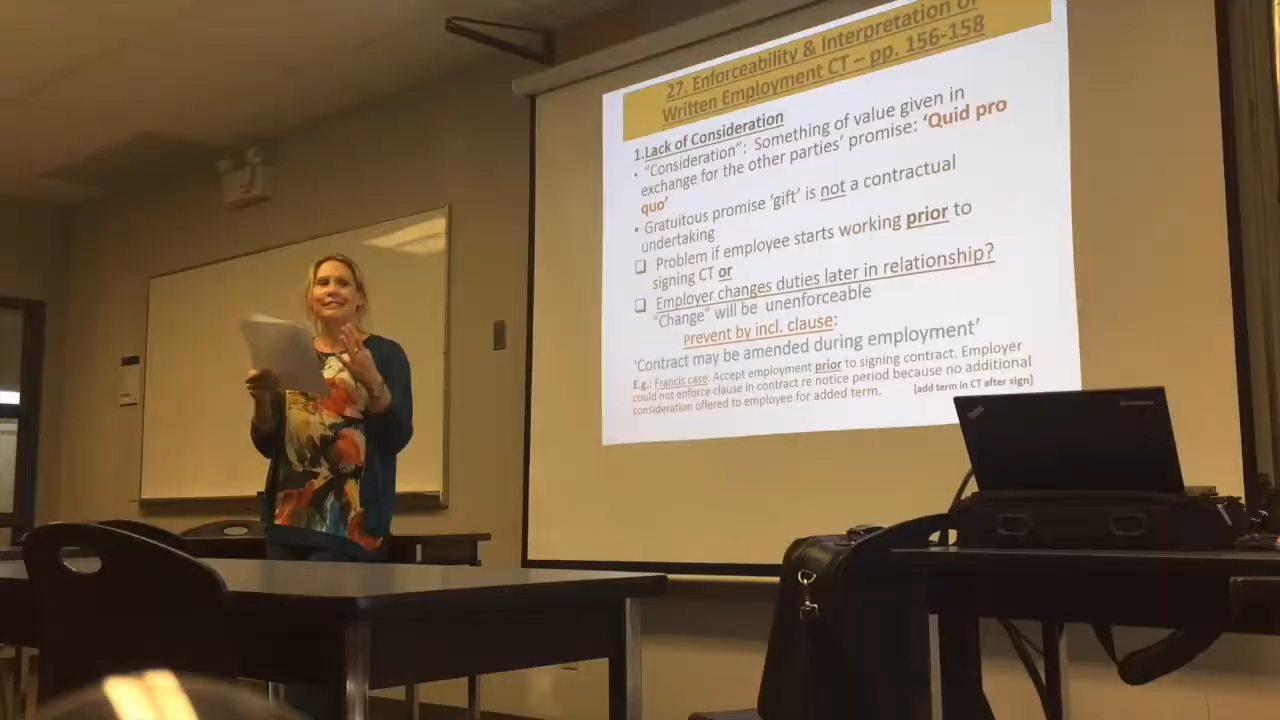 27. Enforceability & Interpretation of
Written Employment CT – pp. 156-158
1.Lack of Consideration
• “Consideration”: Something of value given in
exchange for the other parties’ promise: ‘Quid pro
quo’
• Gratuitous promise ‘gift’ is not a contractual
undertaking
❑ Problem if employee starts working prior to
signing CT or
❑ Employer changes duties later in relationship?
“Change” will be unenforceable
Prevent by incl. clause:
‘Contract may be amended during employment’
E.g.: Francis case: Accept employment prior to signing contract. Employer
could not enforce clause in contract re notice period because no additional
consideration offered to employee for added term. [add term in CT after sign]